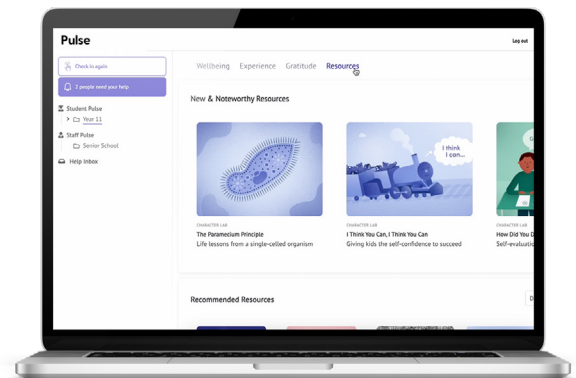 Pulse
Log out
Check in again
2 people need your help
Student Pulse
Year 11
Staff Pulse
Senior School
Help Inbox
Wellbeing Experience Gratitude Resources
New & Noteworthy Resources
I think
I can...
CHARACTER LAB
The Paramecium Principle
Life lessons from a single-celled organism
CHARACTER LAB
I Think You Can, I Think You Can
Giving kids the self-confidence to succeed
CHARACTER LAB
How Did You D
Self-evaluatio
Recommended Resources